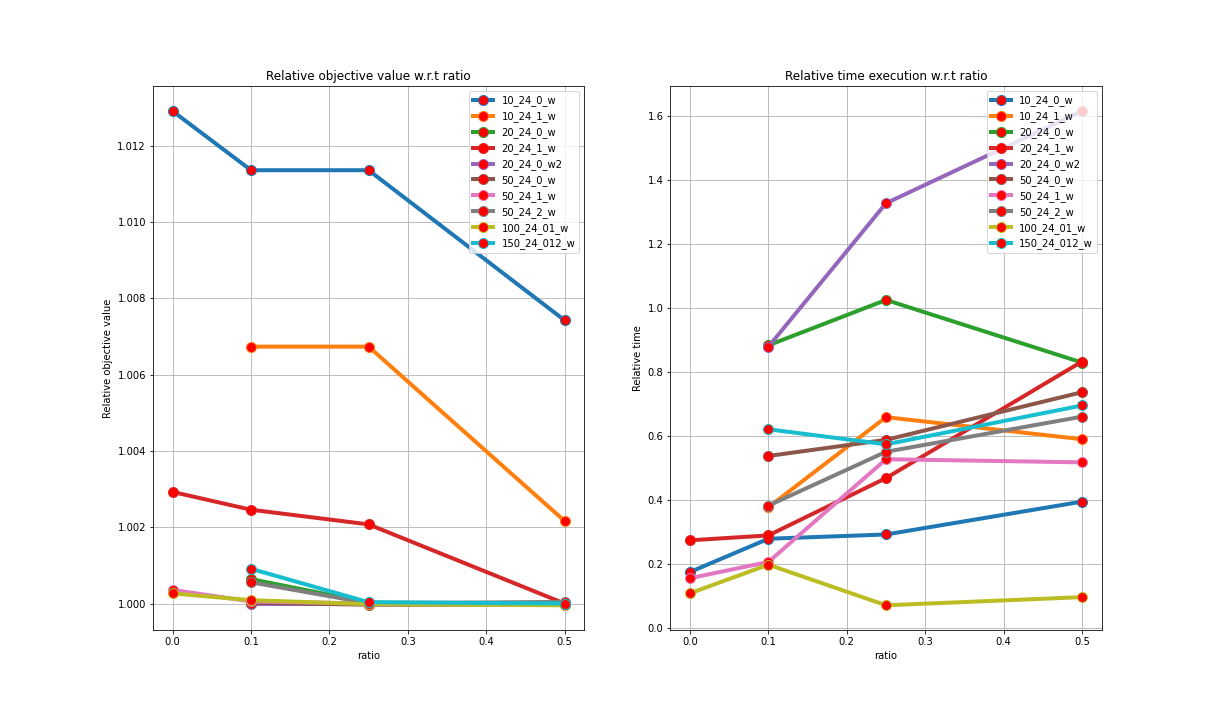 Relative objective value w.r.t ratio
Relative objective value
1.012
1.010
1.008
1.006
1.004
1.002
1.000
0.0
0.1
0.2
0.3
0.4
0.5
ratio
10_24_0_w
10_24_1_w
20_24_0_w
20_24_1_w
20_24_0_w2
50_24_0_w
50_24_1_w
50_24_2_w
100_24_01_w
150_24_012_w
Relative time execution w.r.t ratio
Relative time
1.6
1.4
1.2
1.0
0.8
0.6
0.4
0.2
0.0
0.0
0.1
0.2
0.3
0.4
0.5
ratio
10_24_0_w
10_24_1_w
20_24_0_w
20_24_1_w
20_24_0_w2
50_24_0_w
50_24_1_w
50_24_2_w
100_24_01_w
150_24_012_w